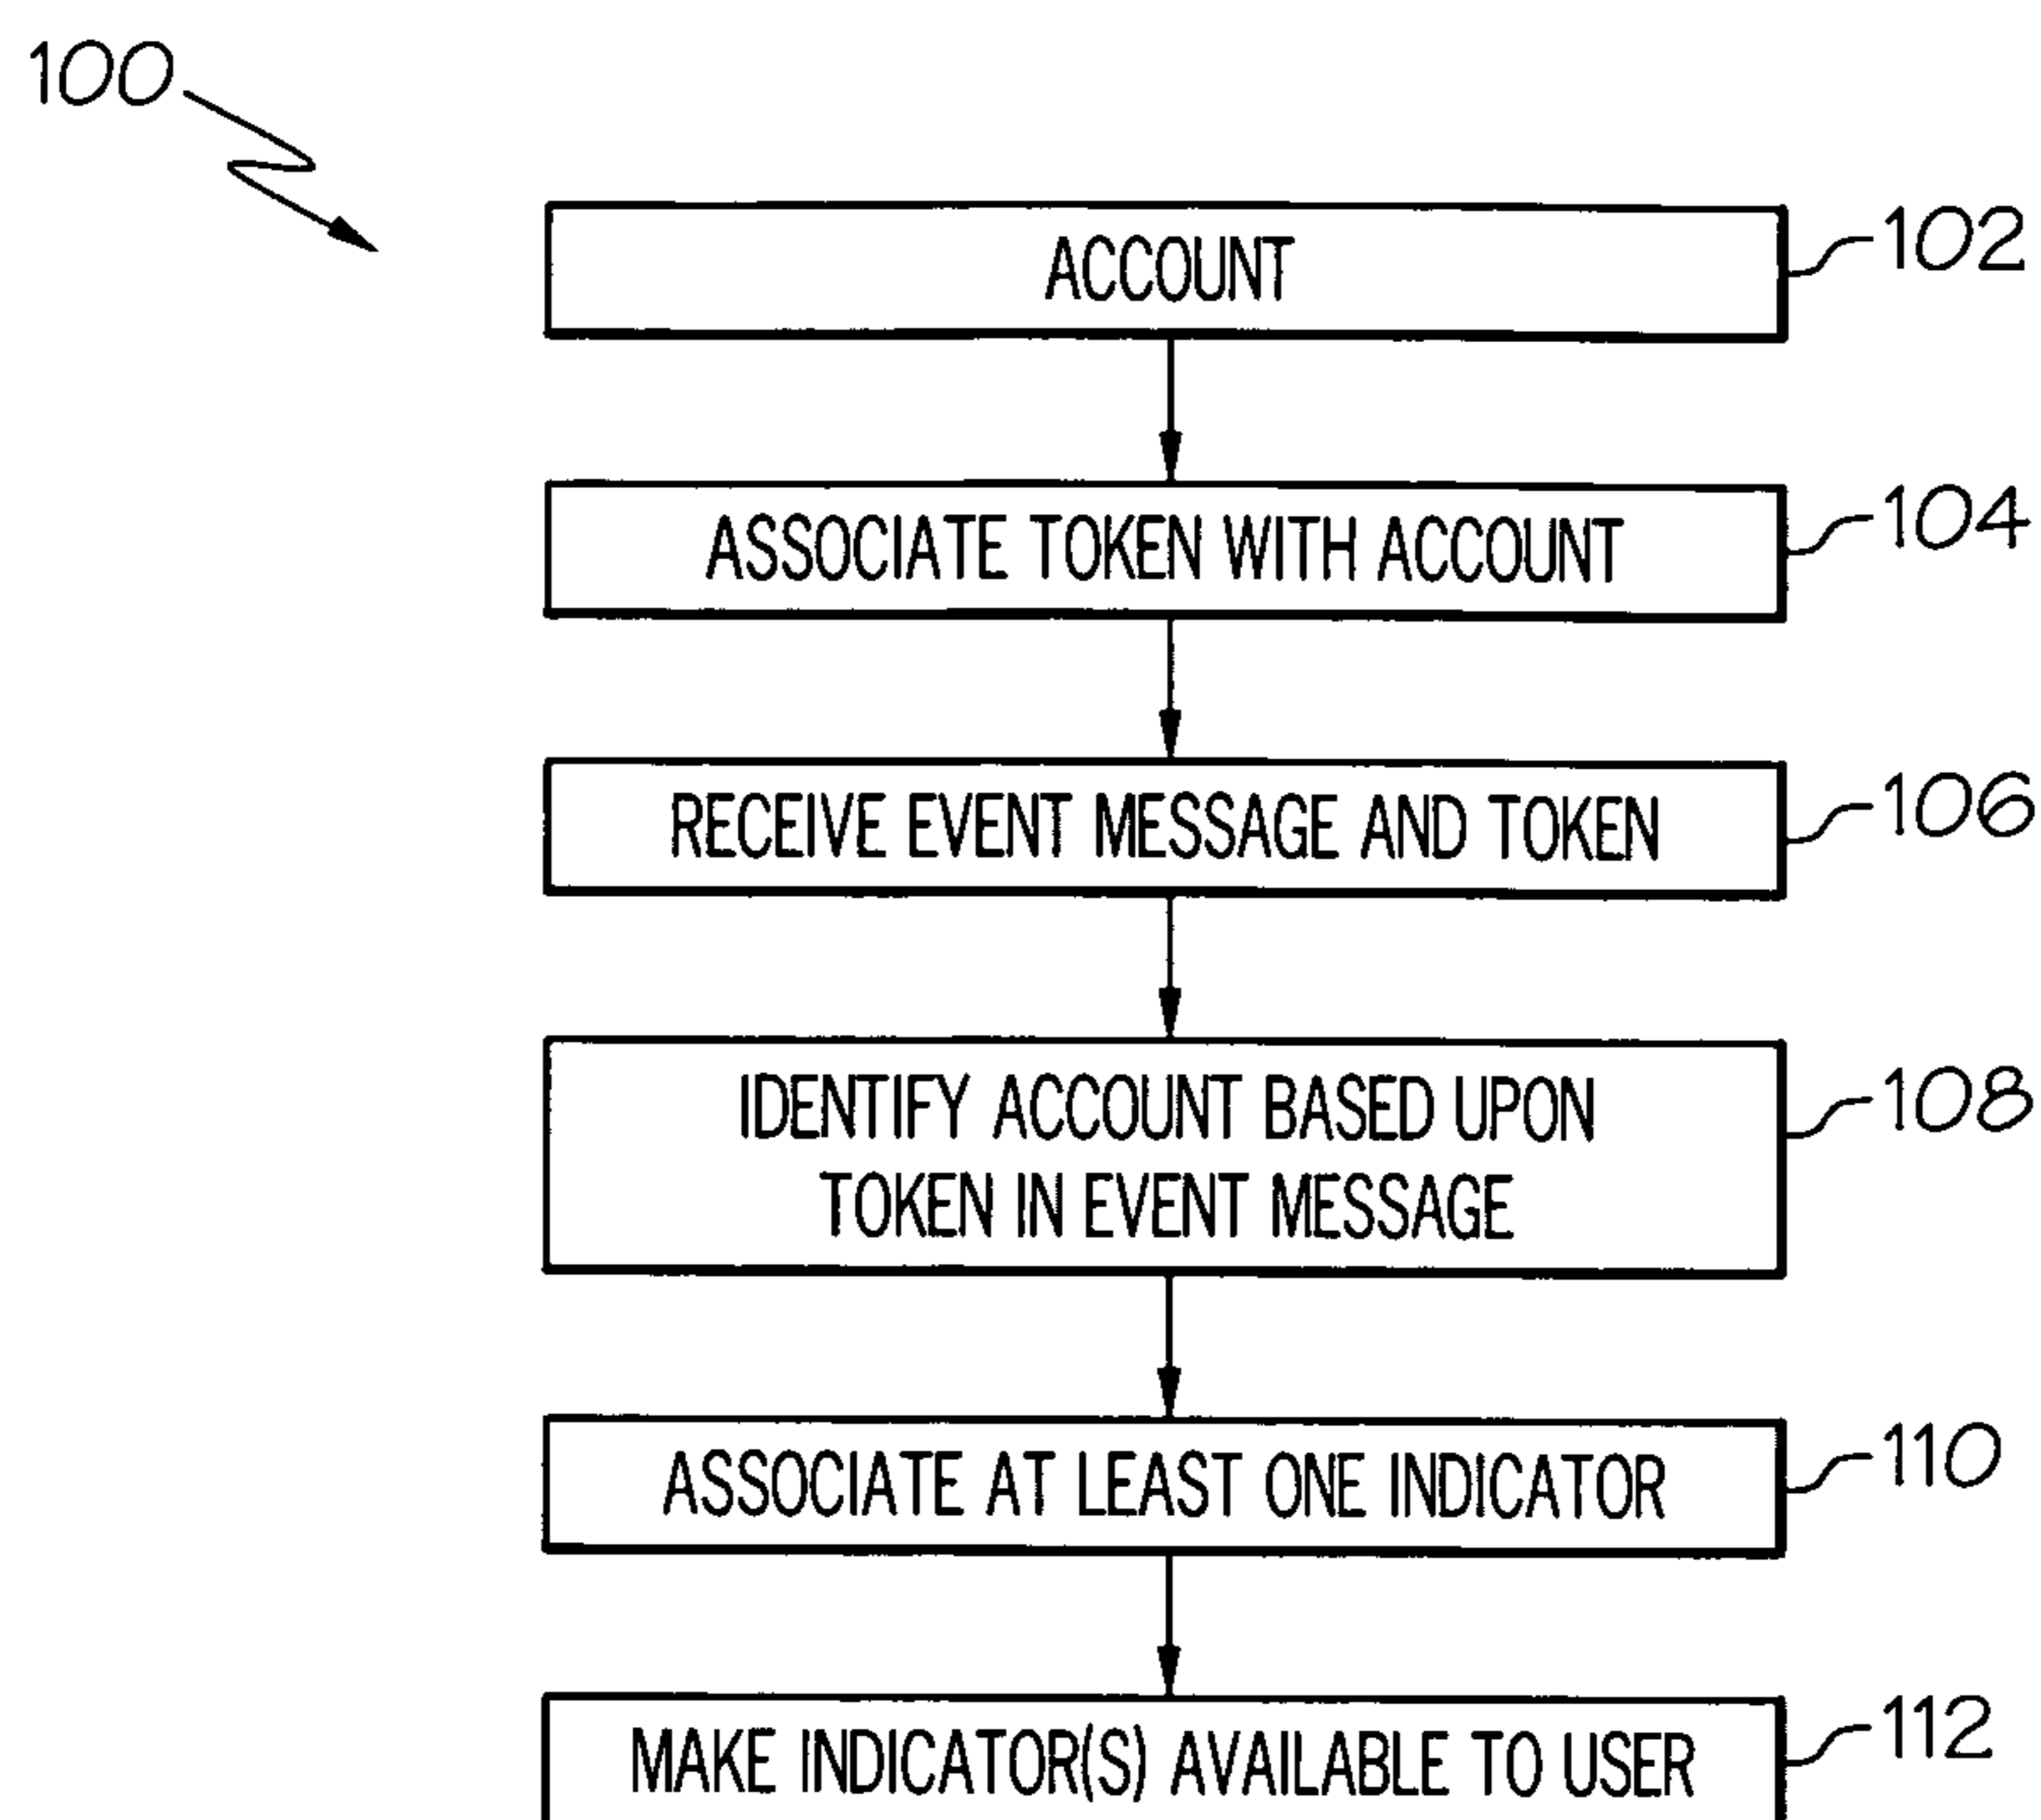 100
ACCOUNT
102
ASSOCIATE TOKEN WITH ACCOUNT
104
RECEIVE EVENT MESSAGE AND TOKEN
106
IDENTIFY ACCOUNT BASED UPON
TOKEN IN EVENT MESSAGE
108
ASSOCIATE AT LEAST ONE INDICATOR
110
MAKE INDICATOR(S) AVAILABLE TO USER
112